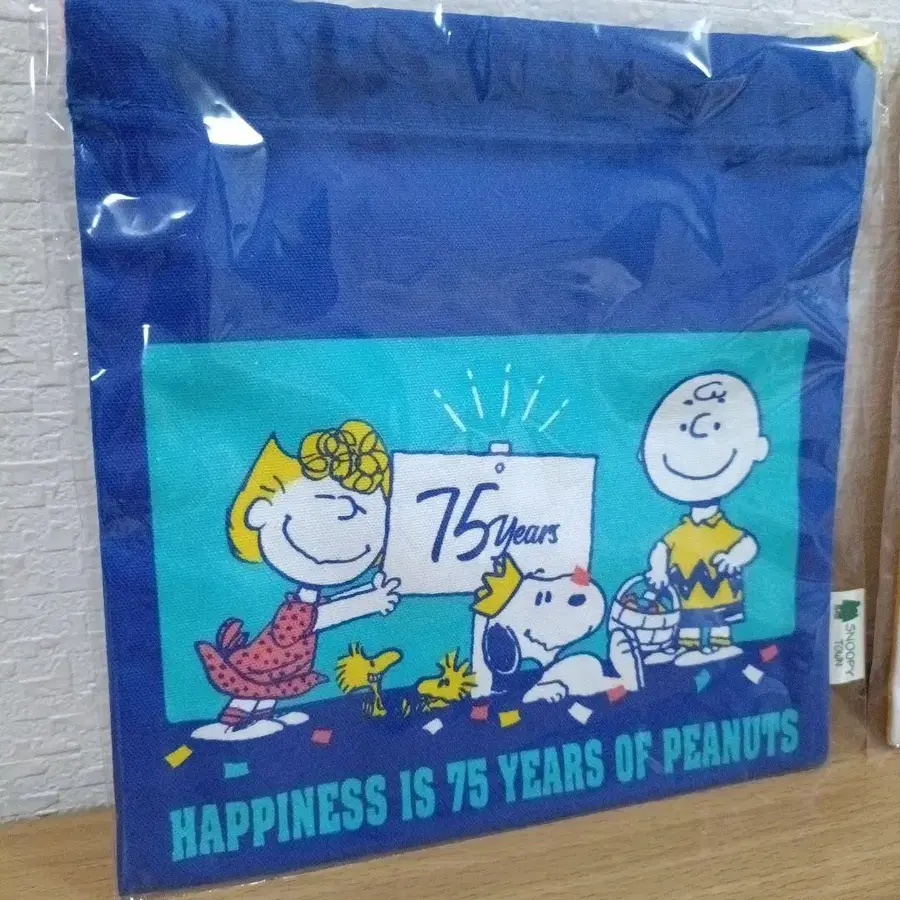 75 Years
SNOOPY
TOWN
HAPPINESS IS 75 YEARS OF PEANUTS